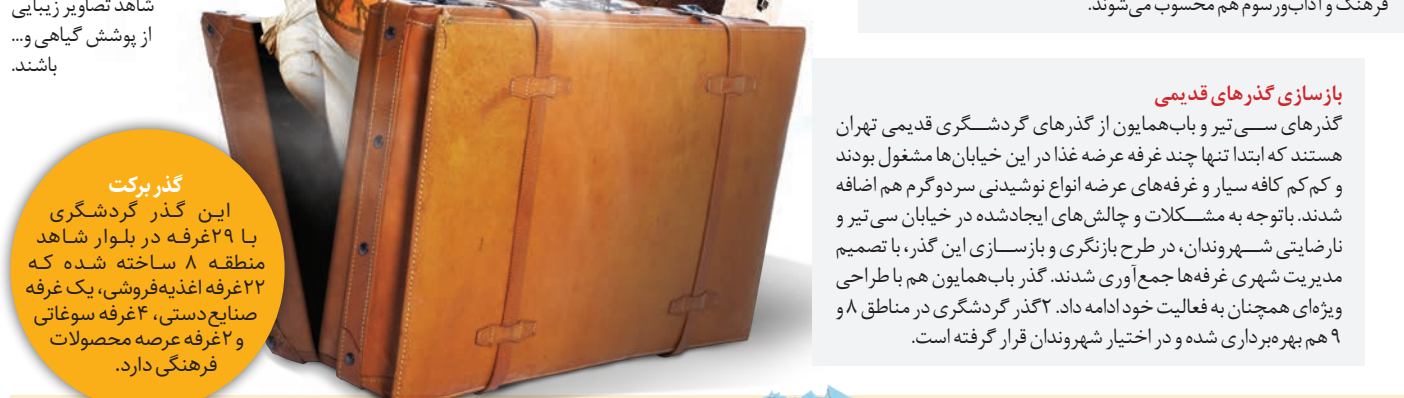 فرهنگ و آداب‌ورسوم هم محسوب می‌شوند.
بازسازی گذرهای قدیمی
گذرهای ســی تیر و باب‌همایون از گذرهای گردشــگری قدیمی تهران
هستند که ابتدا تنها چند غرفه عرضه غذا در این خیابان‌ها مشغول بودند
و کم‌کم کافه سیار و غرفه‌های عرضه انواع نوشیدنی سردوگرم هم اضافه
شدند. باتوجه به مشــکلات و چالش‌های ایجادشده در خیابان سی تیر و
نارضایتی شــهروندان، در طرح بازنگری و بازســازی این گذر، با تصمیم
مدیریت شهری غرفه‌ها جمع‌آوری شدند. گذر باب‌همایون هم با طراحی
ویژه‌ای همچنان به فعالیت خود ادامه داد. ۲گذر گردشگری در مناطق ۸ و
۹ هم بهره‌برداری شده و در اختیار شهروندان قرار گرفته است.
شاهد تصاویر زیبایی
از پوشش گیاهی و...
باشند.
گذر برکت
این گذر گردشگری
با ۲۹غرفه در بلوار شاهد
منطقه ۸ ساخته شده که
۲۲غرفه اغذیه‌فروشی، یک غرفه
صنایع‌دستی، ۴غرفه سوغاتی
و ۲غرفه عرصه محصولات
فرهنگی دارد.